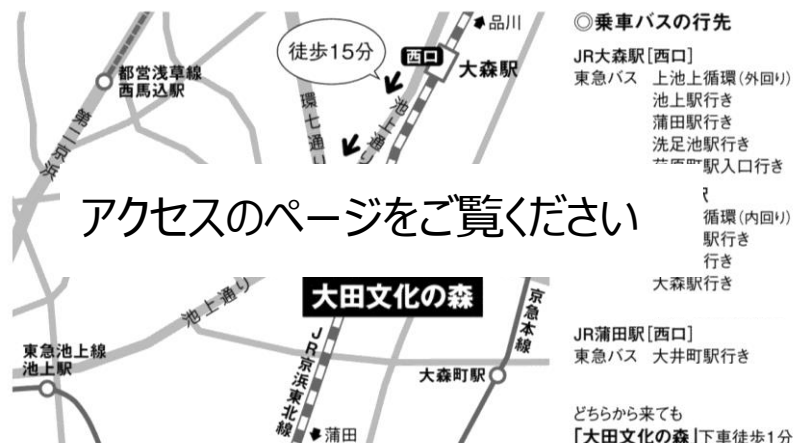 品川
徒歩15分
西口
大森駅
都営浅草線
西馬込駅
環七通り
池上通り
第二京浜
アクセスのページをご覧ください
池上通り
大田文化の森
京急本線
JR京浜東北線
東急池上線
池上駅
大森町駅
蒲田
◎乗車バスの行先
JR大森駅[西口]
東急バス 上池上循環(外回り)
池上駅行き
蒲田駅行き
洗足池駅行き
駅入口行き
循環(内回り)
駅行き
行き
大森駅行き
JR蒲田駅[西口]
東急バス 大井町駅行き
どちらから来ても
「大田文化の森」下車徒歩1分